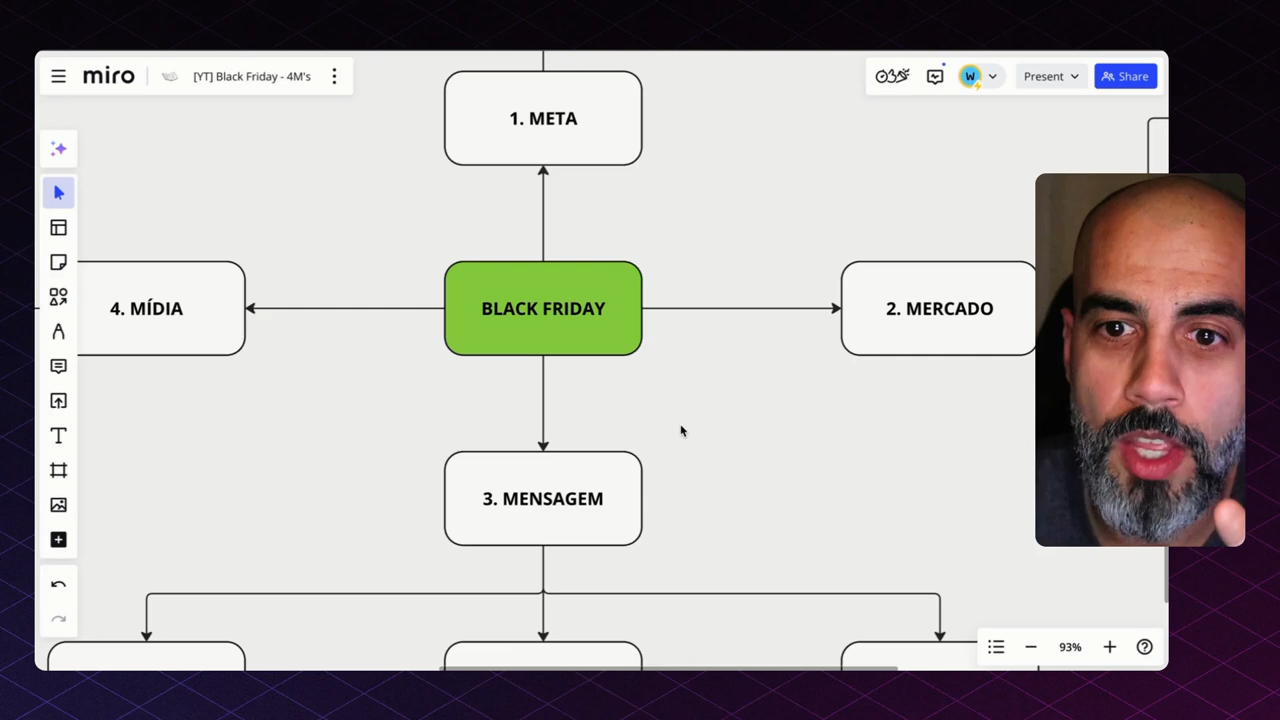 miro
[YT] Black Friday - 4M's
W
Present
Share
1. META
4. MÍDIA
BLACK FRIDAY
2. MERCADO
3. MENSAGEM
93%